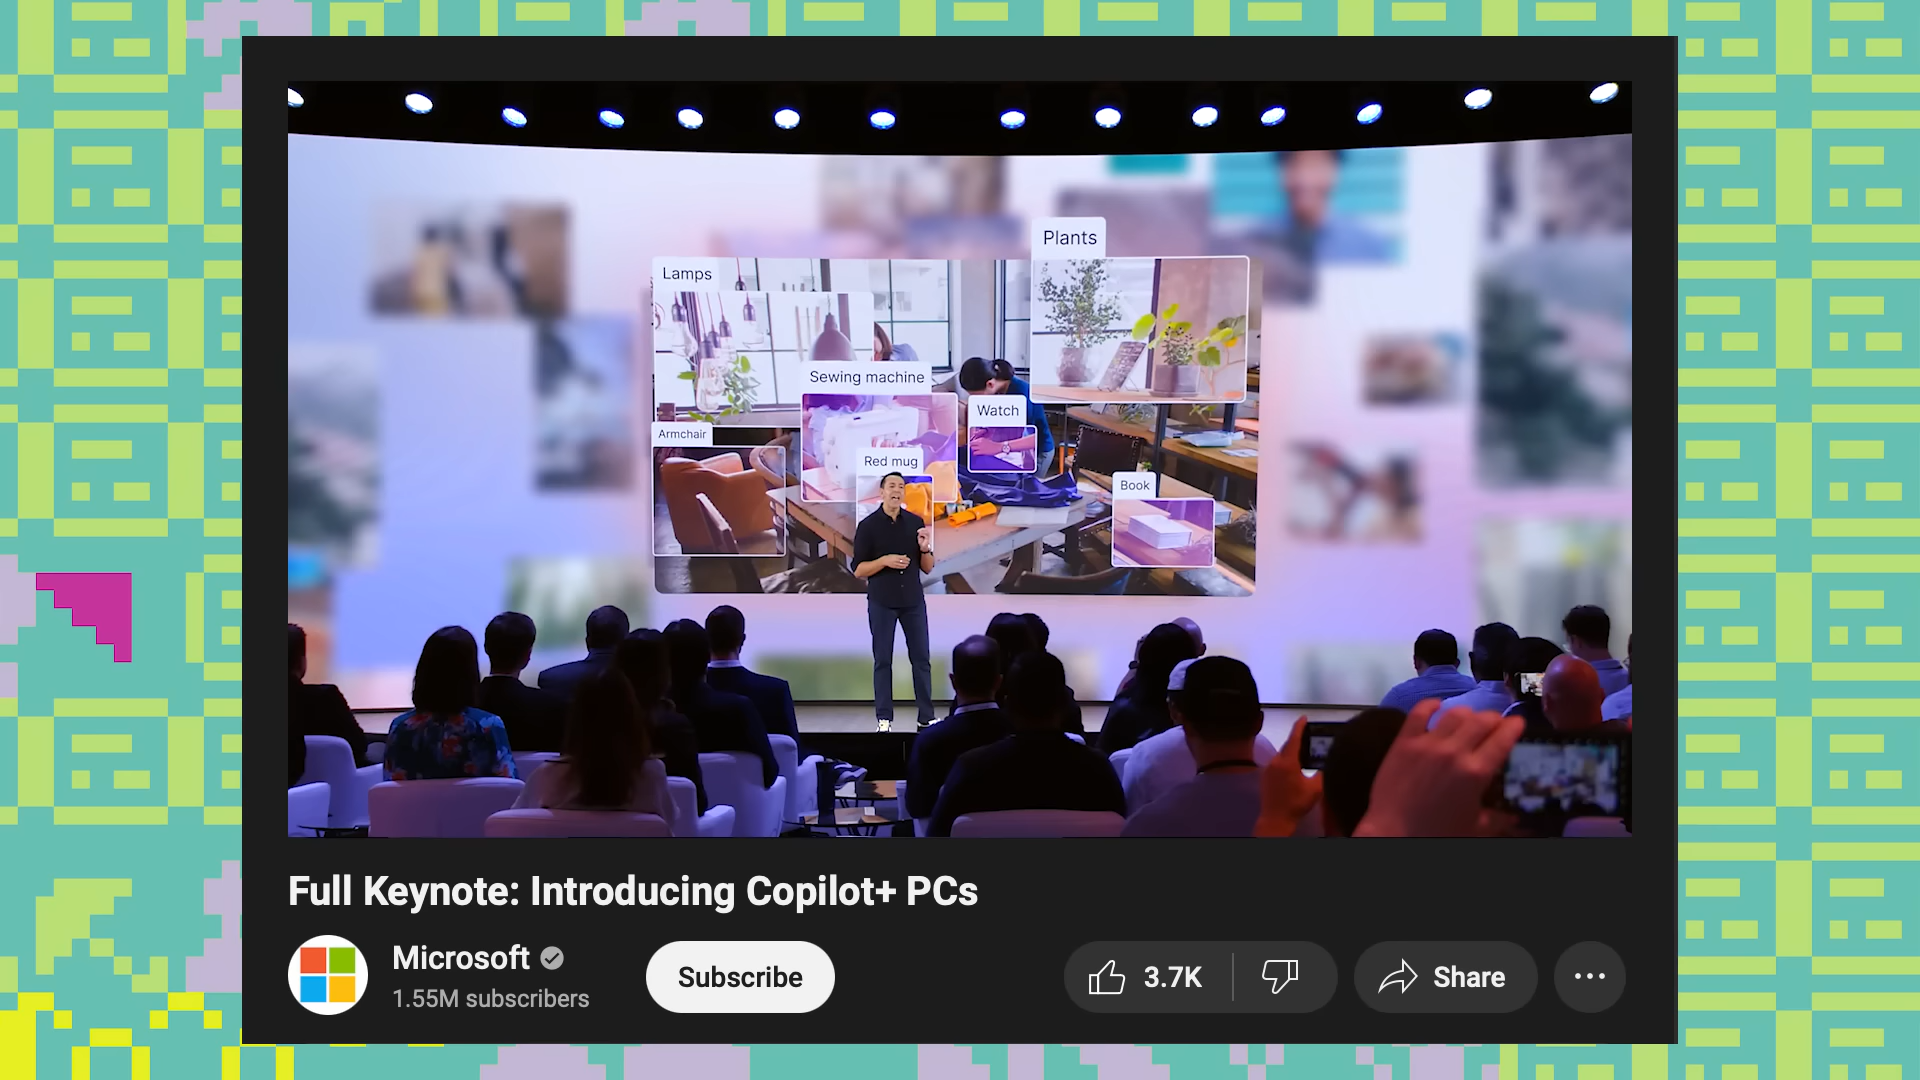 Plants
Lamps
Sewing machine
Watch
Armchair
Red mug
Book
Full Keynote: Introducing Copilot+ PCs
Microsoft
1.55M subscribers
Subscribe
3.7K
Share